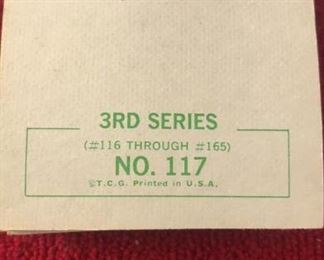 3RD SERIES
(#116 THROUGH #165)
NO. 117
©T.C.G. Printed in U.S.A.